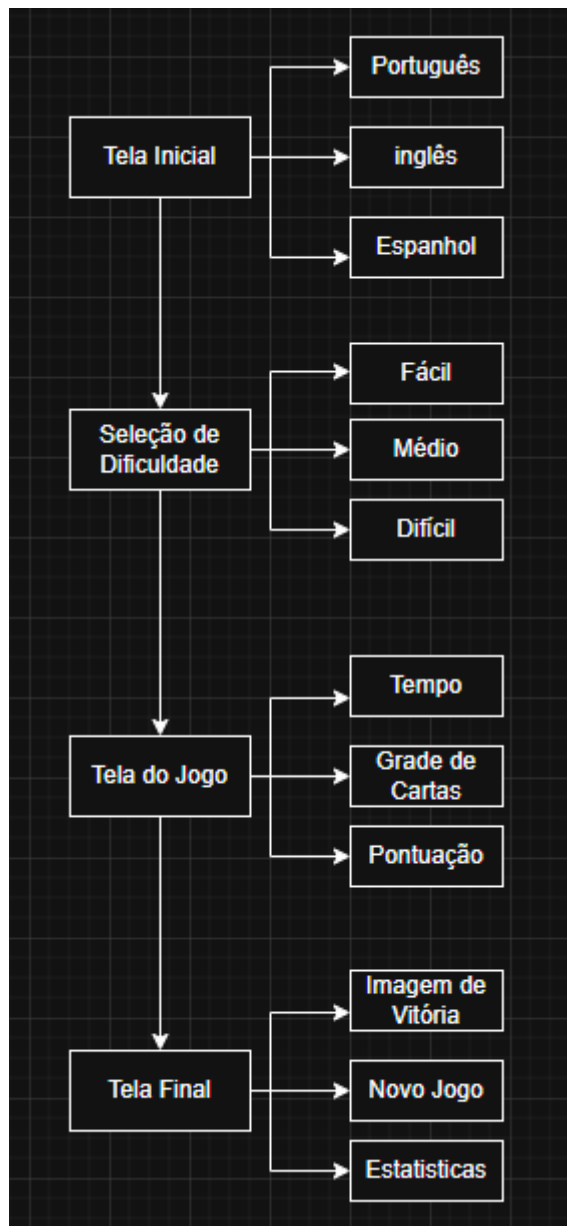 Português
Tela Inicial
inglês
Espanhol
Fácil
Seleção de
Dificuldade
Médio
Difícil
Tempo
Tela do Jogo
Grade de
Cartas
Pontuação
Imagem de
Vitória
Tela Final
Novo Jogo
Estatisticas